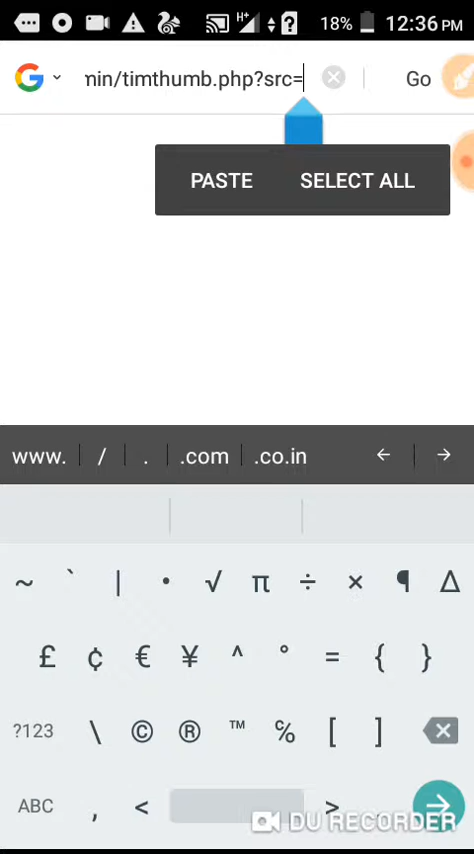 H+ 18% 12:36 PM
min/timthumb.php?src= Go
PASTE SELECT ALL
www. / . .com .co.in ← →
~ ` | • √ π ÷ × ¶ Δ
£ ¢ € ¥ ^ ° = { }
?123 \ © ® ™ ℅ [ ]
ABC , < >
DU RECORDER